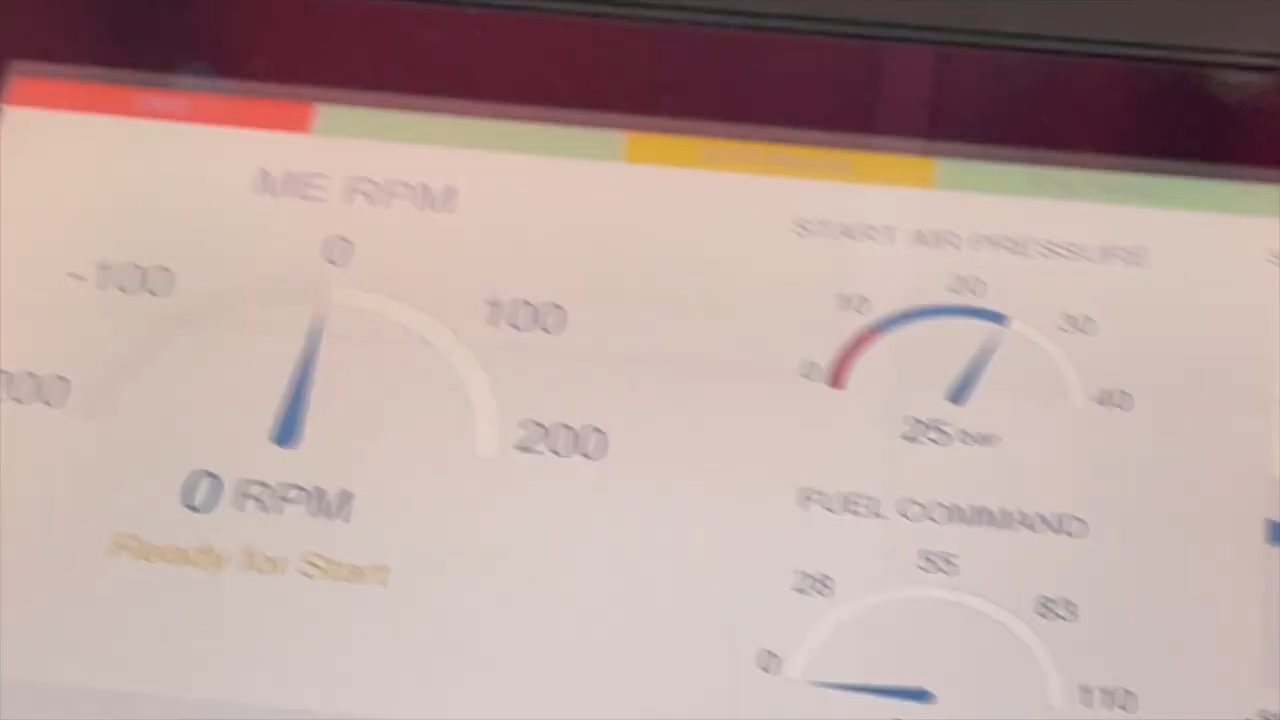 ME RPM
0
-100
100
200
0 RPM
Ready for Start
START AIR PRESSURE
20
10
30
0
40
25 bar
FUEL COMMAND
55
28
83
0
110